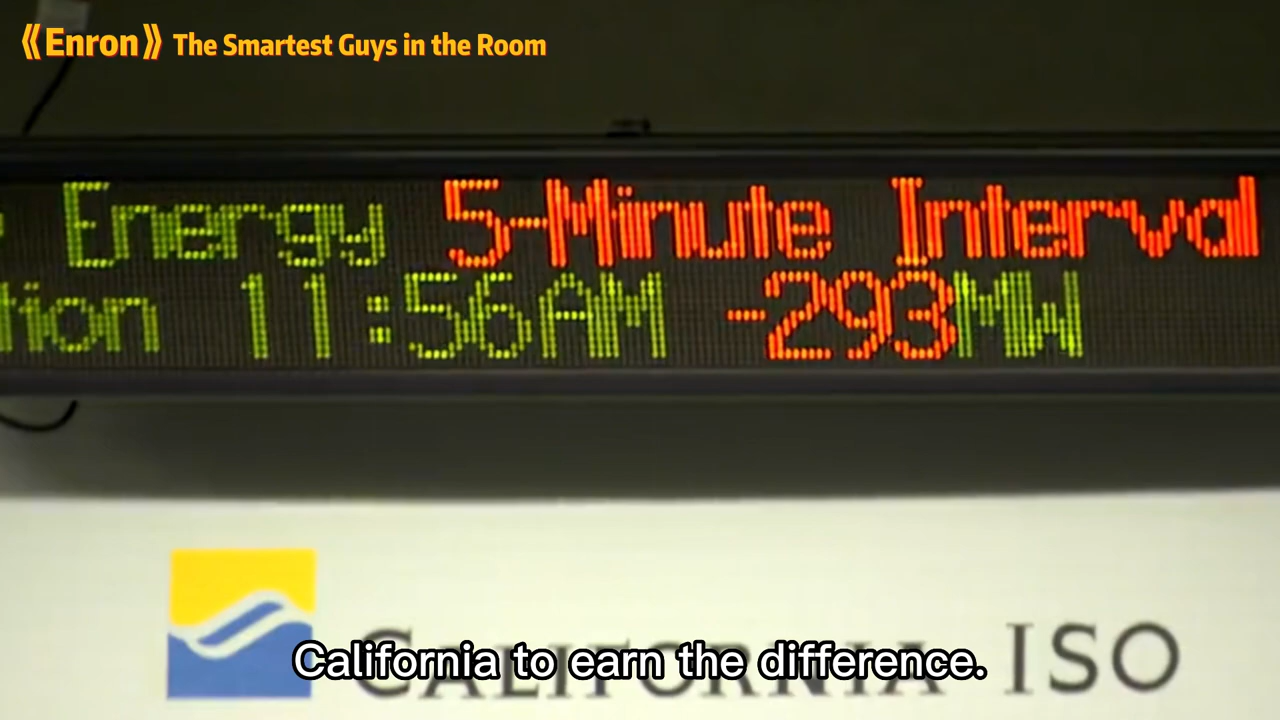 《Enron》 The Smartest Guys in the Room
Energy 5-Minute Interval
tion 11:56AM -293MW
CALIFORNIA ISO
California to earn the difference.